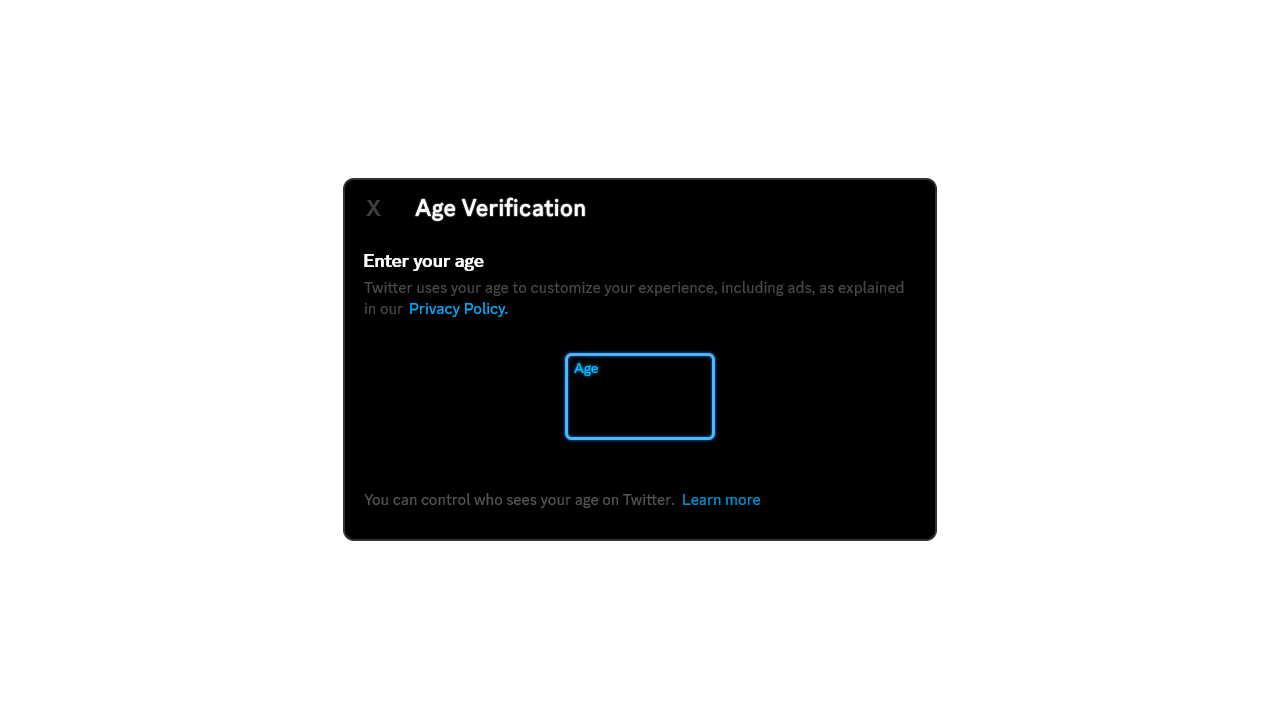 X Age Verification
Enter your age
Twitter uses your age to customize your experience, including ads, as explained
in our Privacy Policy.
Age
You can control who sees your age on Twitter. Learn more